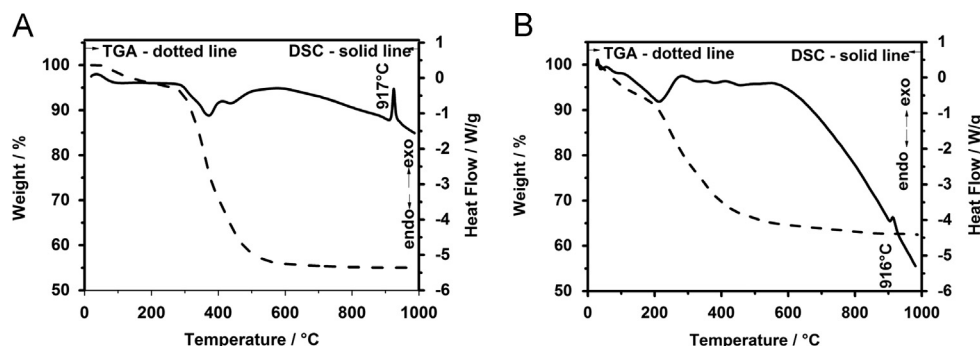 A
TGA - dotted line
DSC - solid line
917°C
exo
endo
Weight / %
Heat Flow / W/g
100
90
80
70
60
50
1
0
-1
-2
-3
-4
-5
-6
0
200
400
600
800
1000
Temperature / °C
B
TGA - dotted line
DSC - solid line
exo
endo
916°C
Weight / %
Heat Flow / W/g
100
90
80
70
60
50
1
0
-1
-2
-3
-4
-5
-6
0
200
400
600
800
1000
Temperature / °C